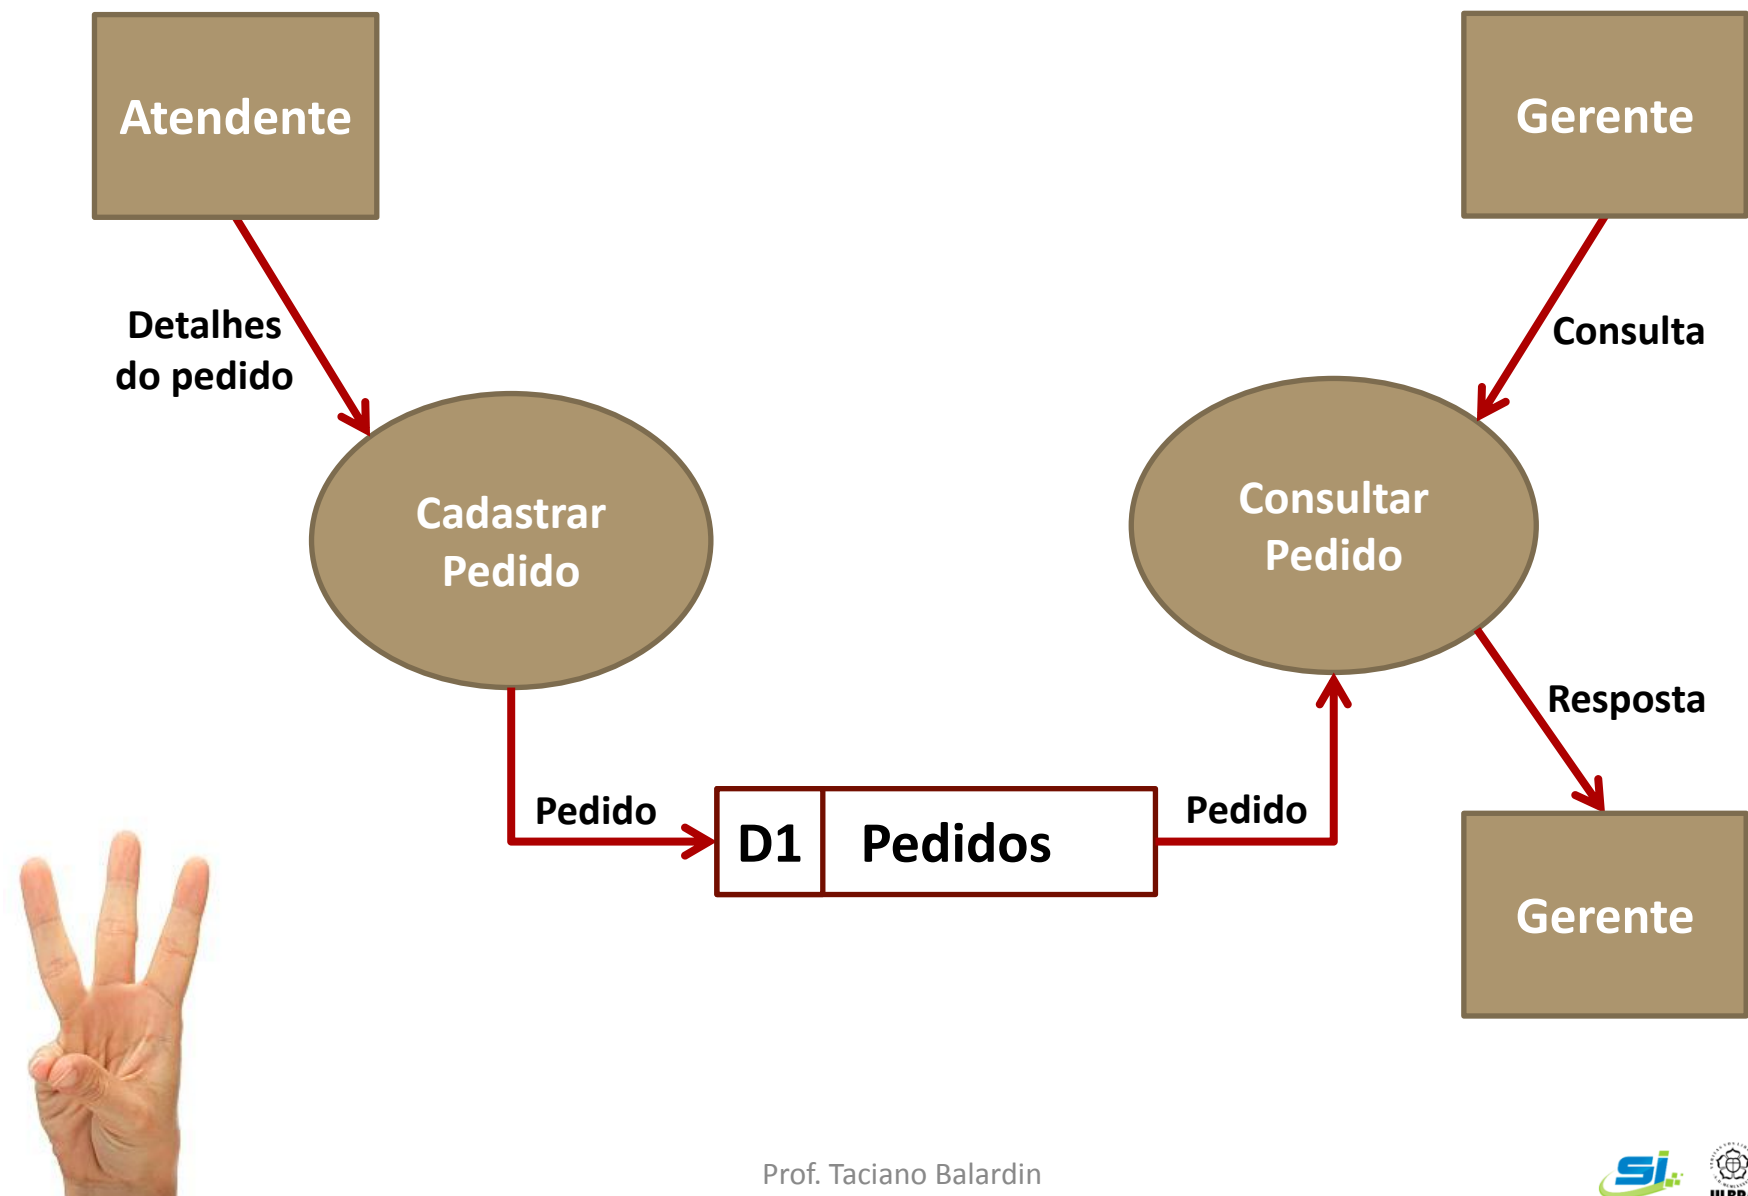 Atendente
Gerente
Detalhes
do pedido
Consulta
Cadastrar
Pedido
Consultar
Pedido
Resposta
Pedido
D1 Pedidos
Pedido
Gerente
Prof. Taciano Balardin
Si